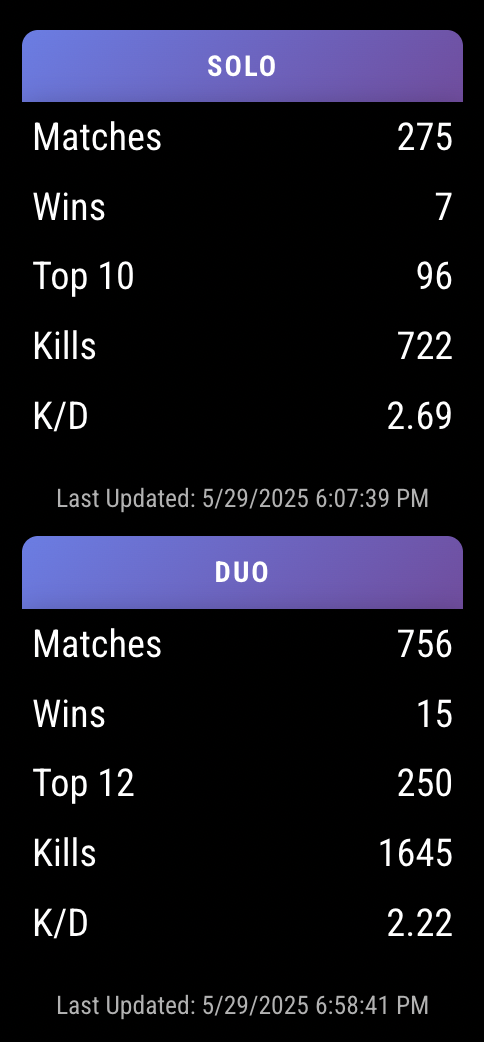 SOLO
Matches 275
Wins 7
Top 10 96
Kills 722
K/D 2.69
Last Updated: 5/29/2025 6:07:39 PM
DUO
Matches 756
Wins 15
Top 12 250
Kills 1645
K/D 2.22
Last Updated: 5/29/2025 6:58:41 PM